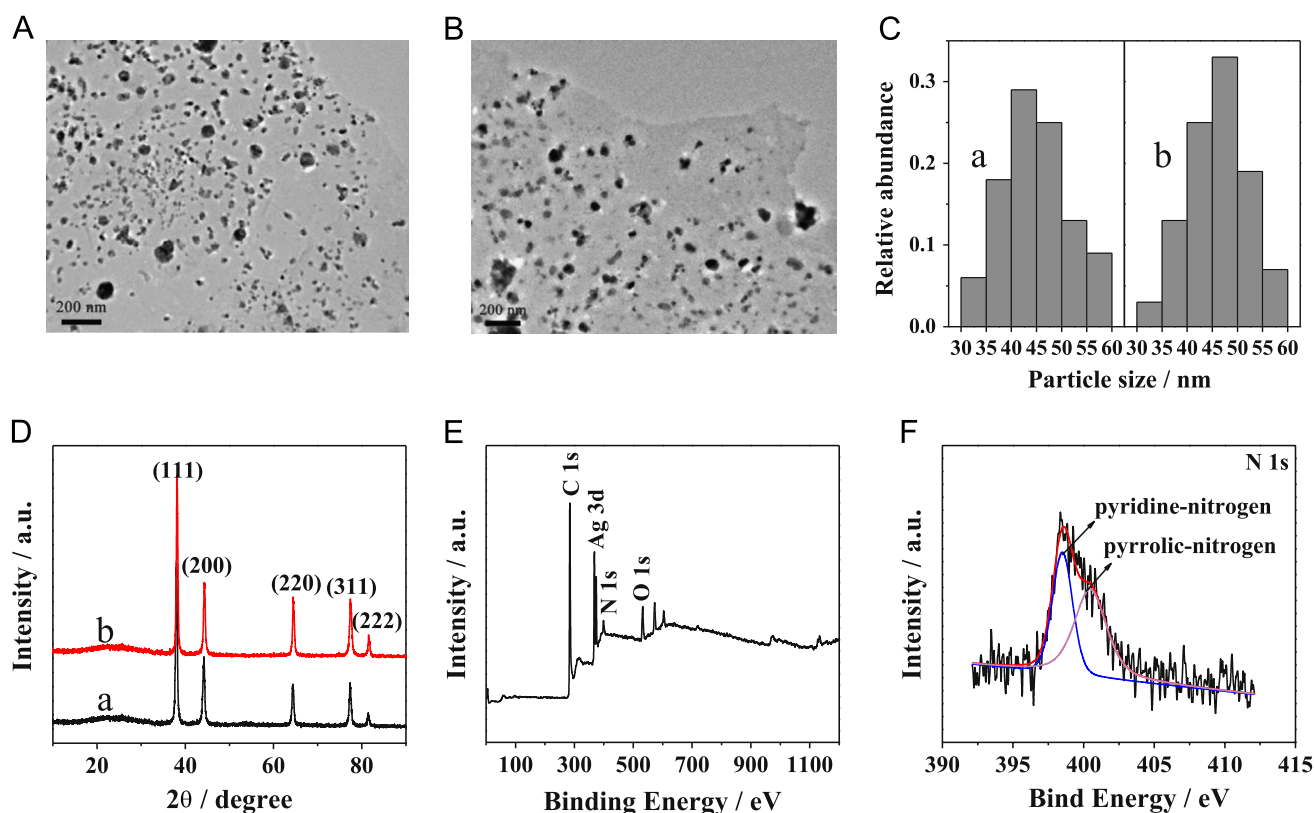 A
200 nm
B
200 nm
C
Relative abundance
0.3
0.2
0.1
0.0
a
b
30 35 40 45 50 55 60 30 35 40 45 50 55 60
Particle size / nm
D
Intensity / a.u.
(111)
(200)
(220)
(311)
(222)
b
a
20 40 60 80
2θ / degree
E
Intensity / a.u.
C 1s
Ag 3d
N 1s
O 1s
100 300 500 700 900 1100
Binding Energy / eV
F
Intensity / a.u.
N 1s
pyridine-nitrogen
pyrrolic-nitrogen
390 395 400 405 410 415
Bind Energy / eV